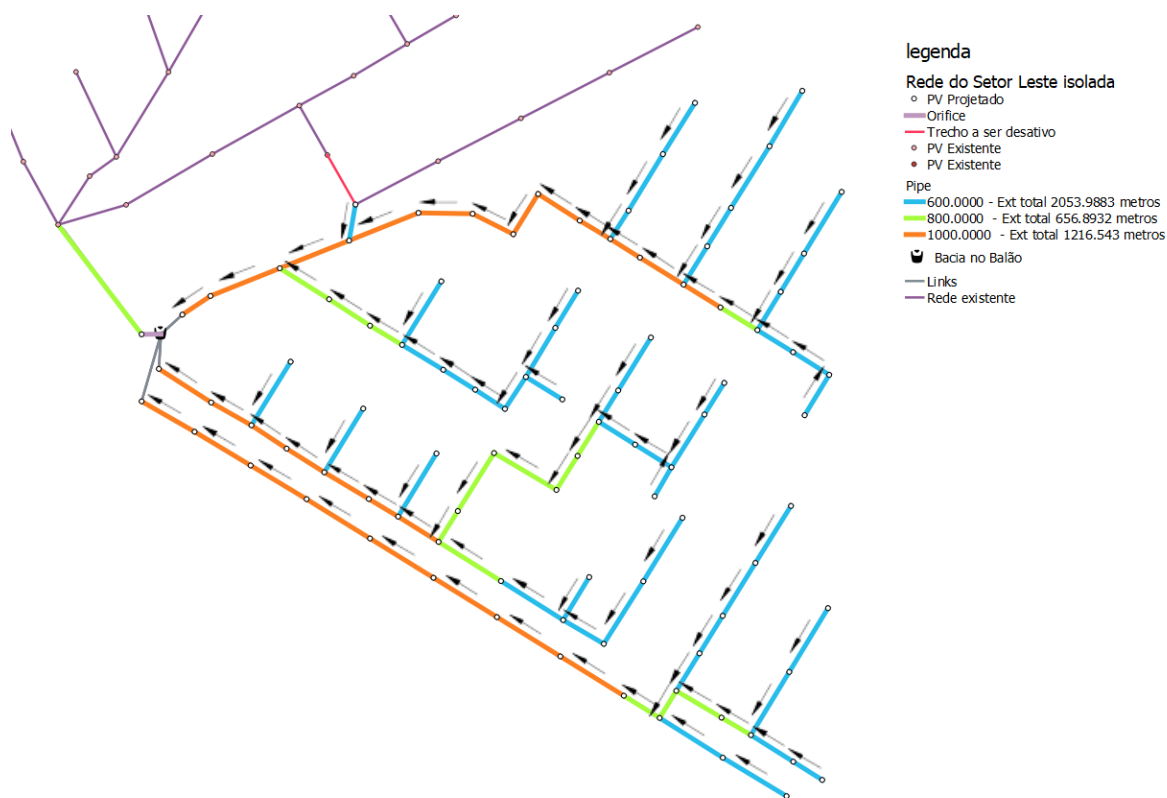 legenda
Rede do Setor Leste isolada
PV Projetado
Orifice
Trecho a ser desativo
PV Existente
PV Existente
Pipe
600.0000 - Ext total 2053.9883 metros
800.0000 - Ext total 656.8932 metros
1000.0000 - Ext total 1216.543 metros
Bacia no Balão
Links
Rede existente